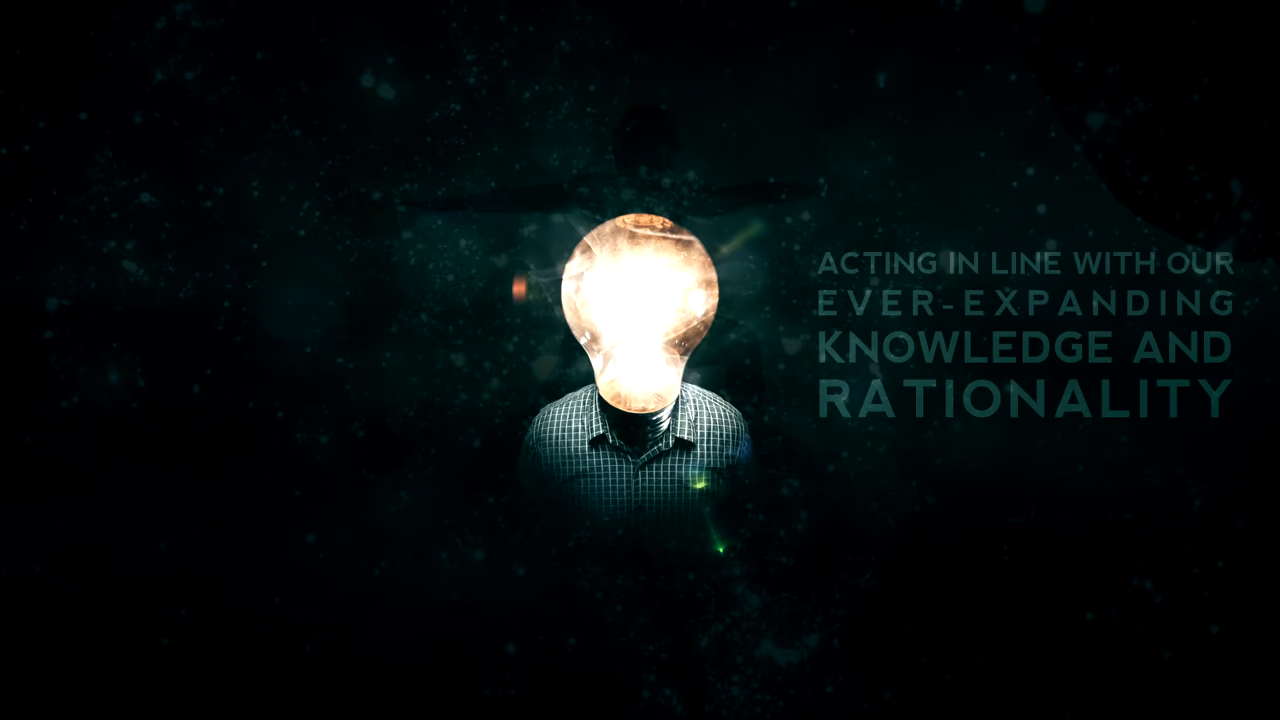 ACTING IN LINE WITH OUR
EVER-EXPANDING
KNOWLEDGE AND
RATIONALITY